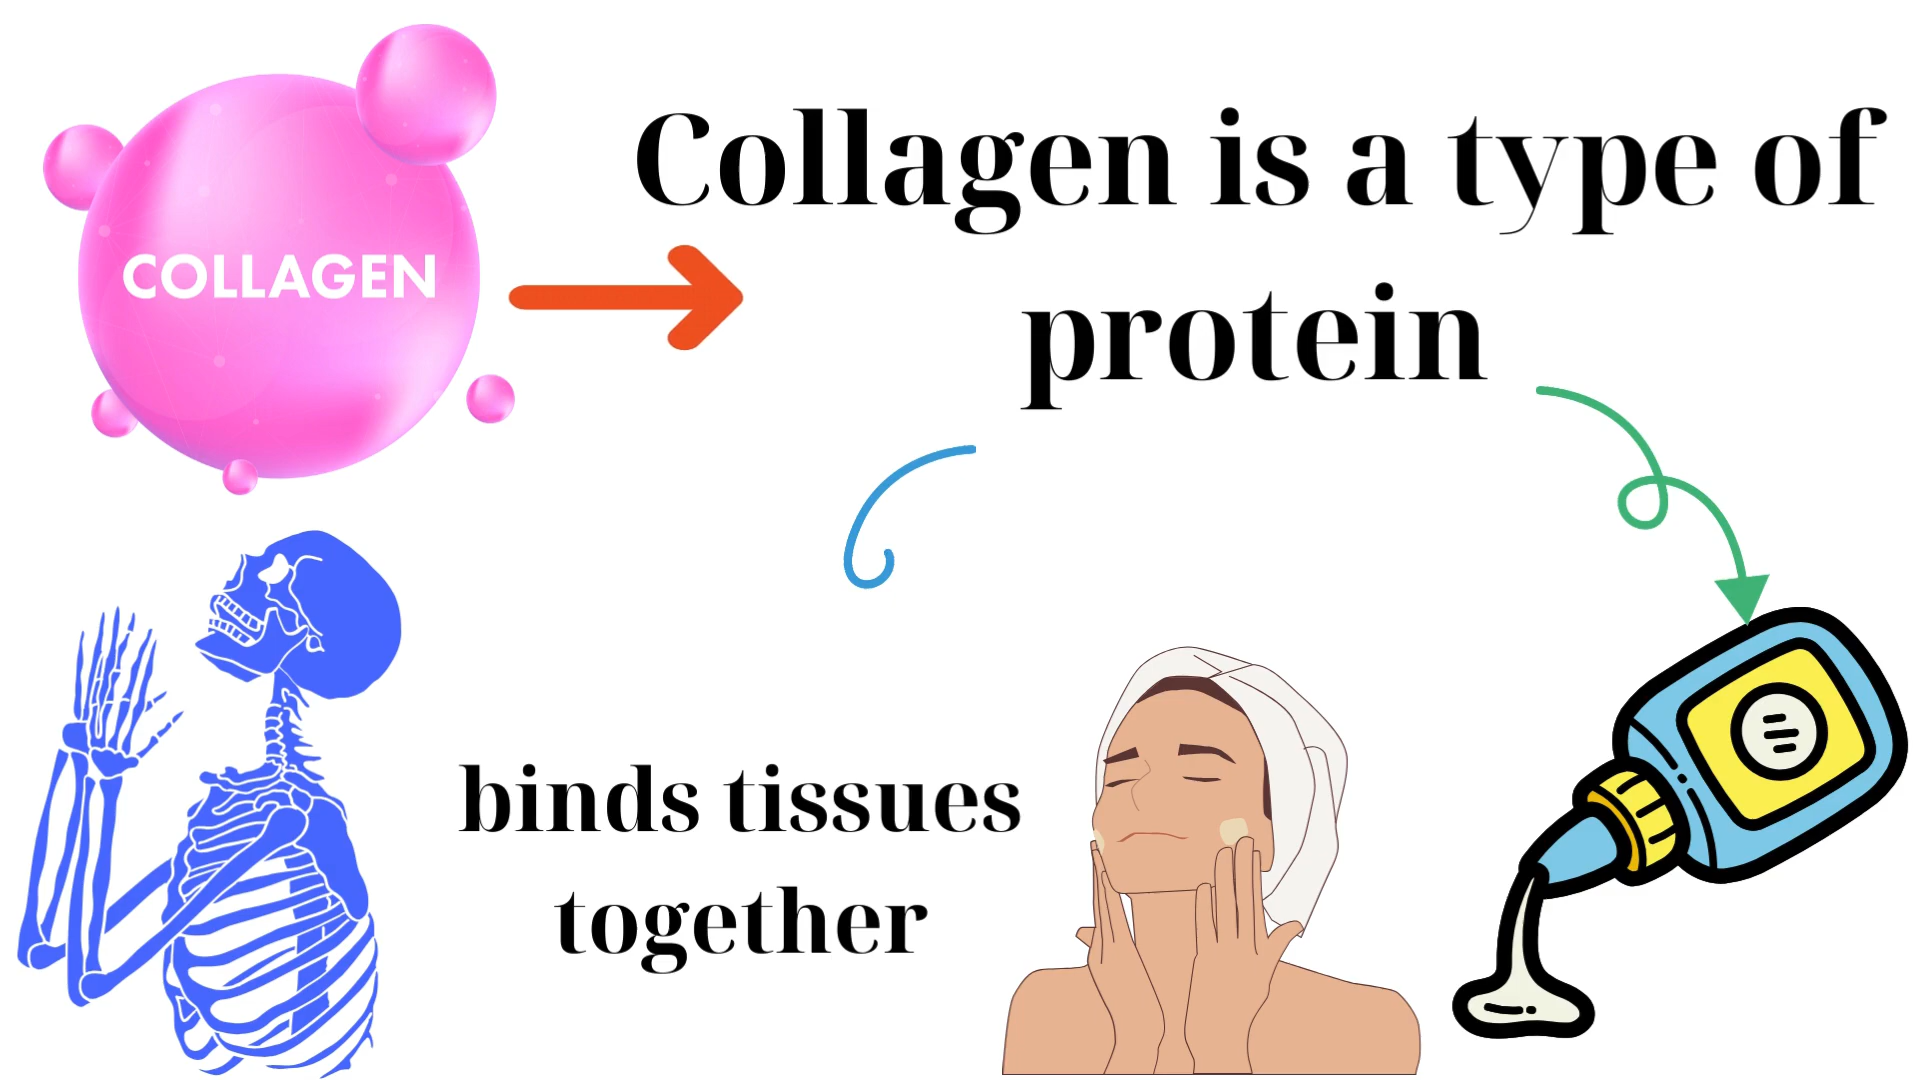 COLLAGEN
Collagen is a type of
protein
binds tissues
together